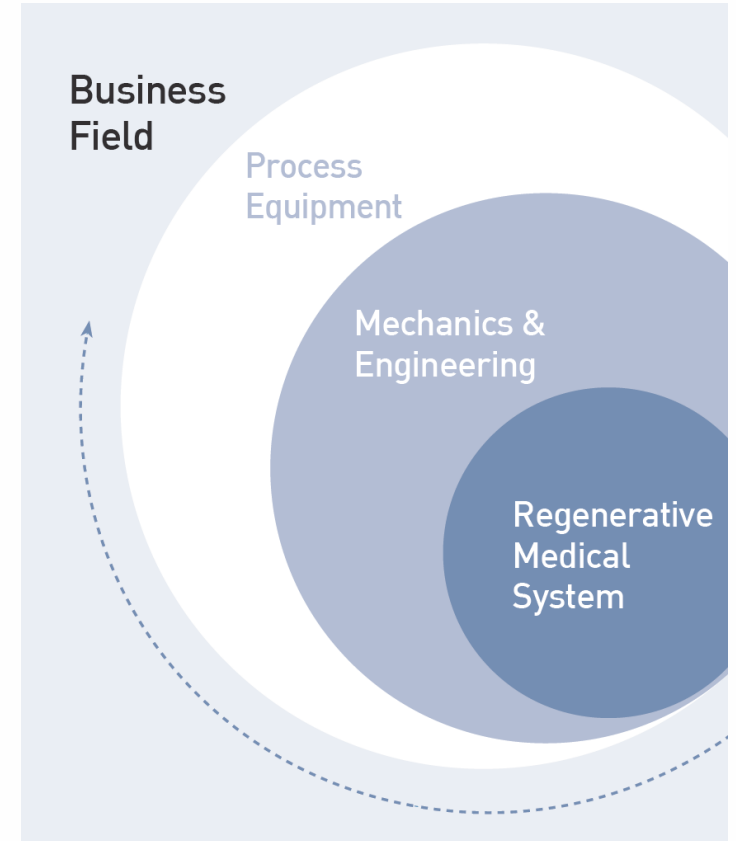 Business
Field
Process
Equipment
Mechanics &
Engineering
Regenerative
Medical
System